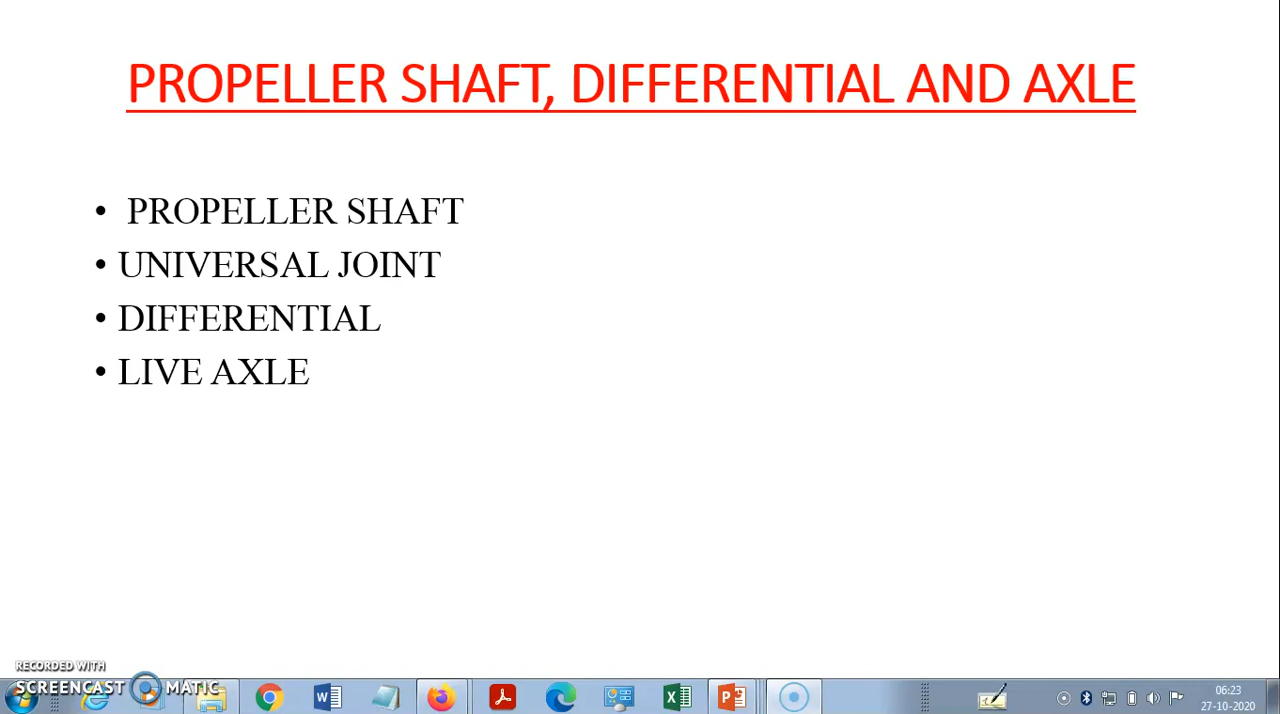 PROPELLER SHAFT, DIFFERENTIAL AND AXLE
• PROPELLER SHAFT
• UNIVERSAL JOINT
• DIFFERENTIAL
• LIVE AXLE
RECORDED WITH
SCREENCAST MATIC
06:23
27-10-2020